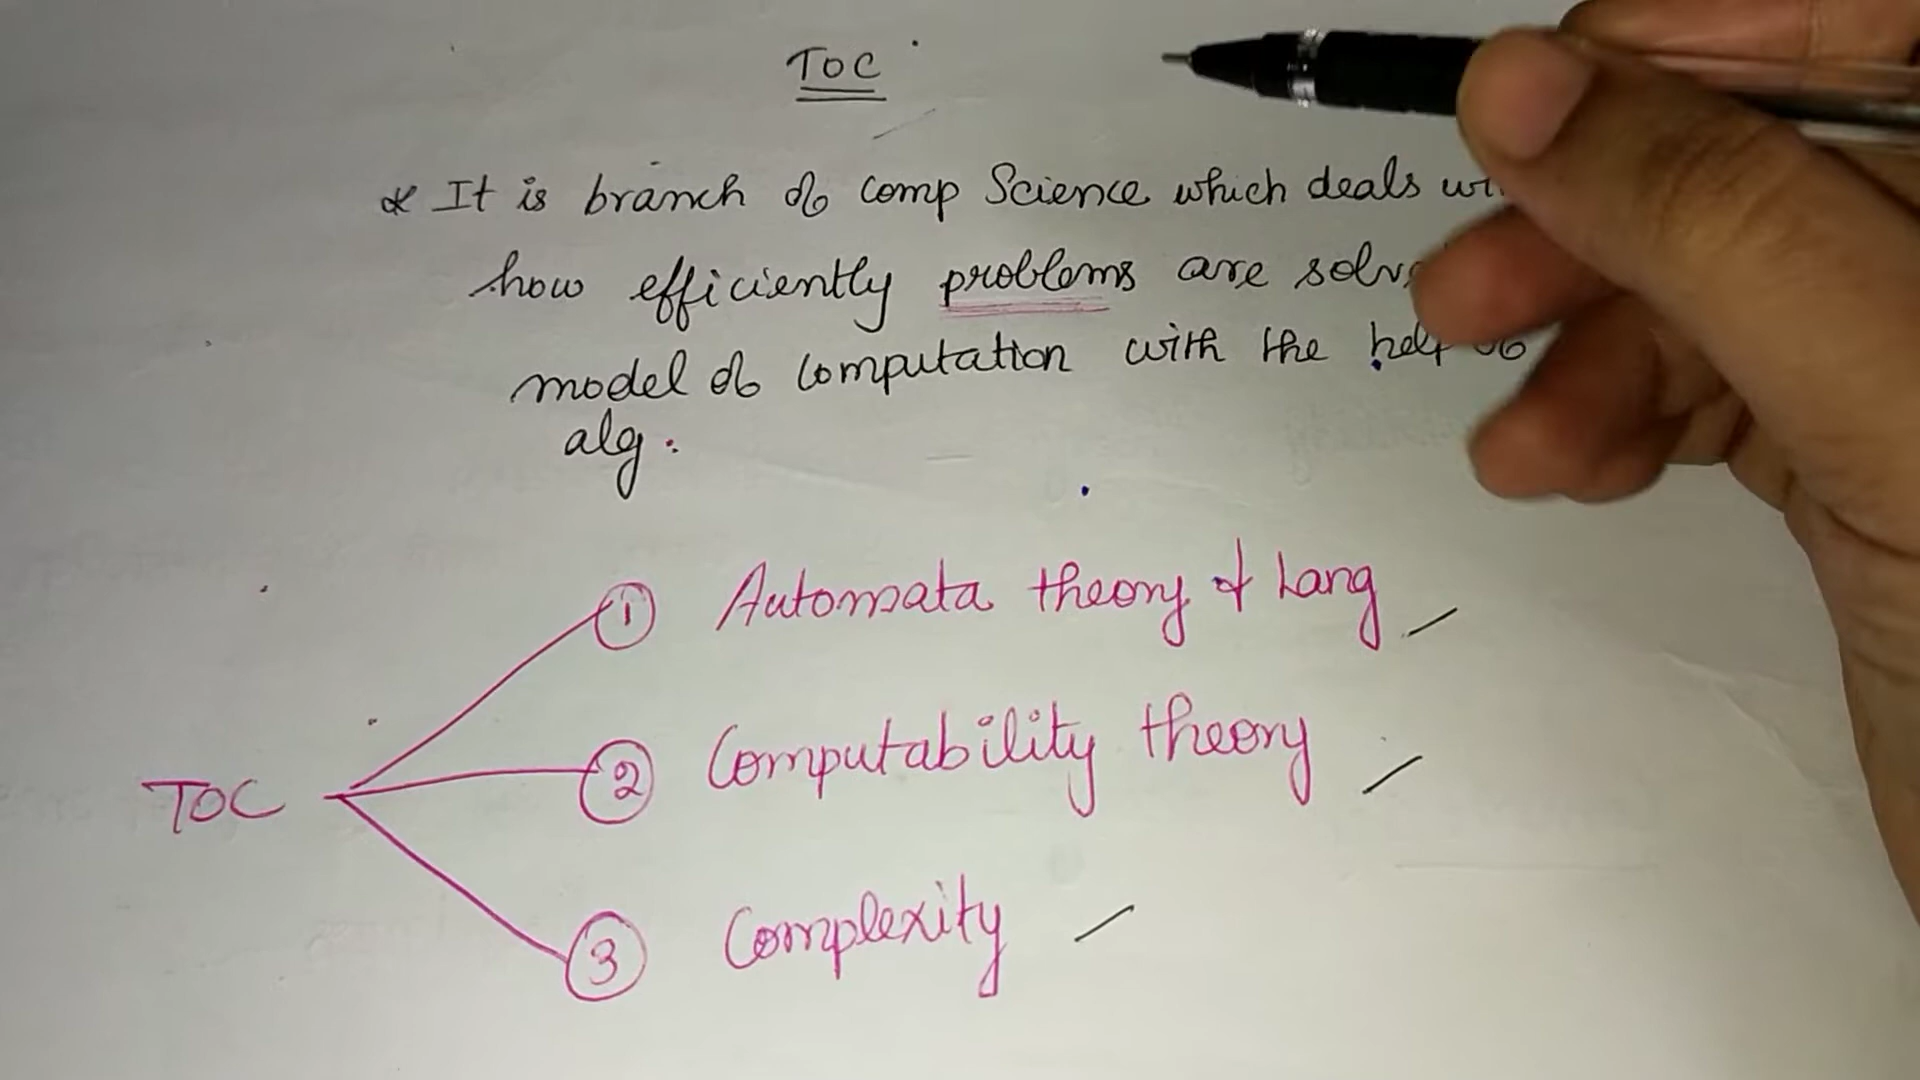 TOC
* It is branch of comp Science which deals
how efficiently problems are
model of computation with the help of
alg.
① Automata theory & Lang
② Computability theory
TOC
③ Complexity